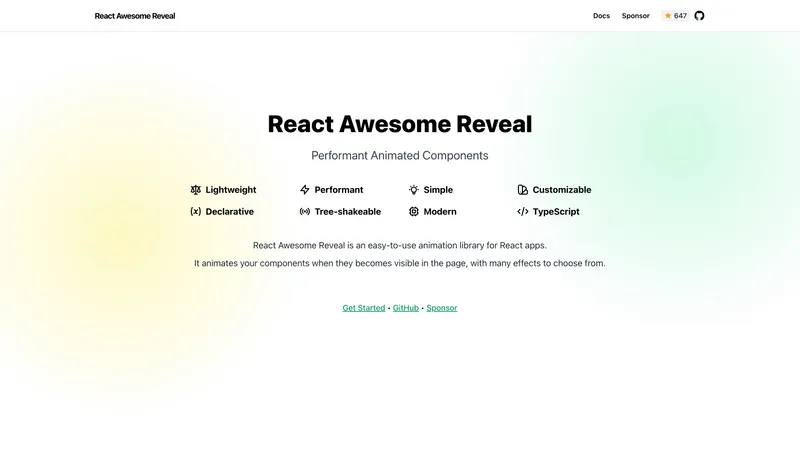 React Awesome Reveal
Docs Sponsor 647
React Awesome Reveal
Performant Animated Components
Lightweight Performant Simple Customizable
Declarative Tree-shakeable Modern TypeScript
React Awesome Reveal is an easy-to-use animation library for React apps.
It animates your components when they becomes visible in the page, with many effects to choose from.
Get Started • GitHub • Sponsor